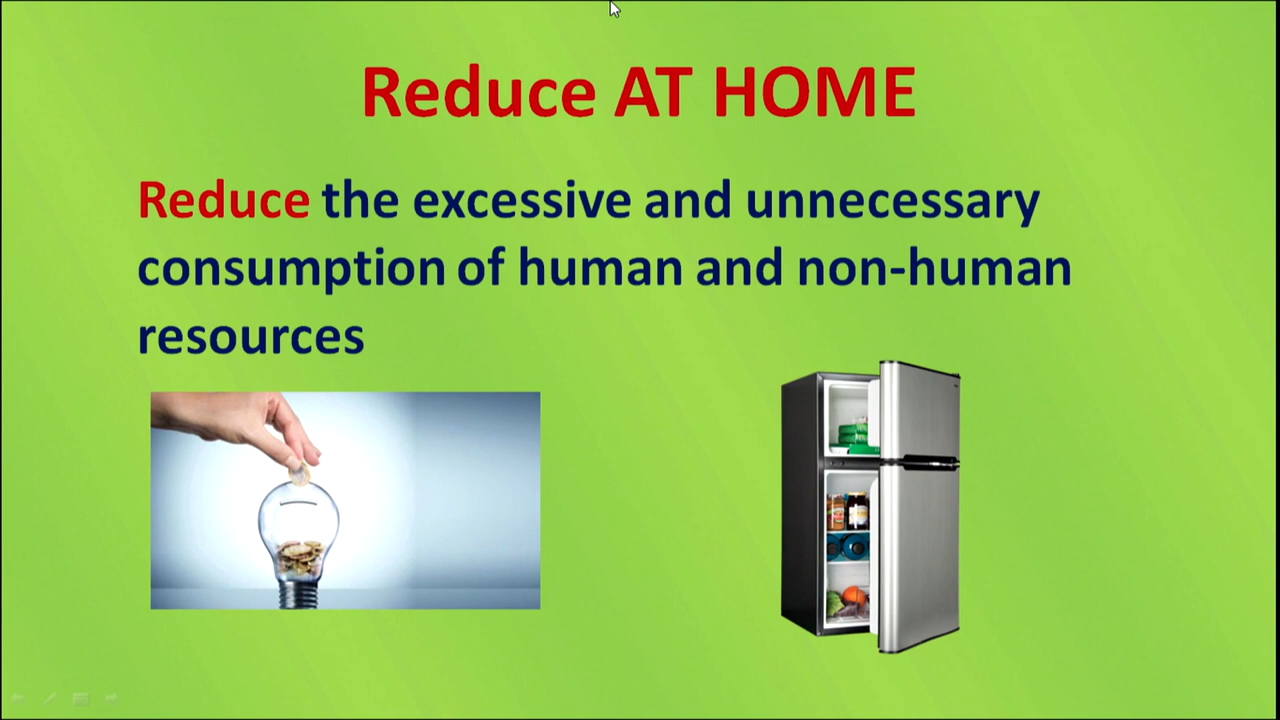 Reduce AT HOME
Reduce the excessive and unnecessary
consumption of human and non-human
resources